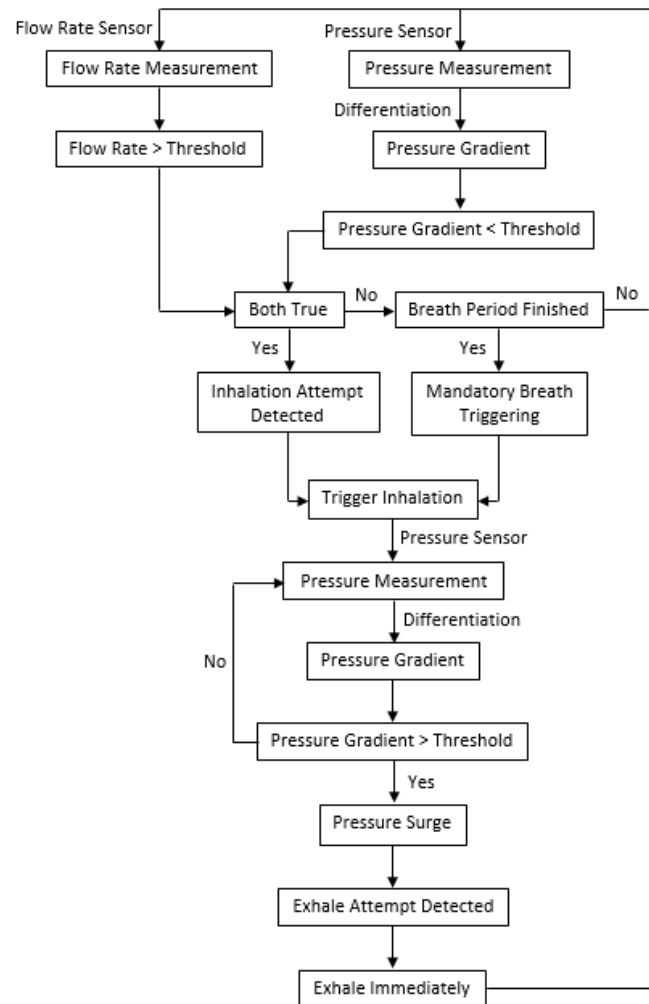 Flow Rate Sensor
Pressure Sensor
Flow Rate Measurement
Pressure Measurement
Differentiation
Flow Rate > Threshold
Pressure Gradient
Pressure Gradient < Threshold
Both True
No
Breath Period Finished
No
Yes
Yes
Inhalation Attempt
Detected
Mandatory Breath
Triggering
Trigger Inhalation
Pressure Sensor
Pressure Measurement
Differentiation
No
Pressure Gradient
Pressure Gradient > Threshold
Yes
Pressure Surge
Exhale Attempt Detected
Exhale Immediately